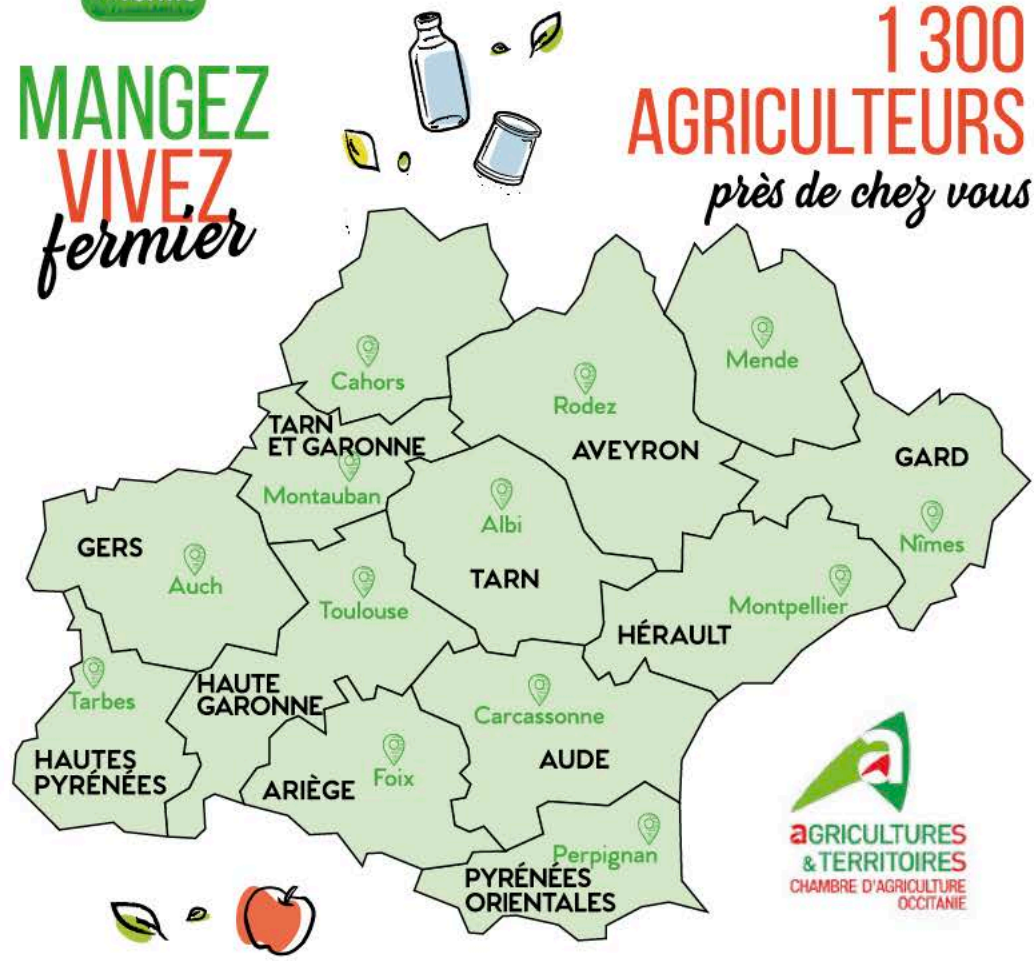 MANGEZ
VIVEZ
fermier
1 300
AGRICULTEURS
près de chez vous
Cahors
Mende
Rodez
TARN
ET GARONNE
AVEYRON
GARD
Montauban
Albi
Nîmes
GERS
Auch
TARN
Toulouse
Montpellier
HÉRAULT
Tarbes
HAUTE
GARONNE
Carcassonne
HAUTES
PYRÉNÉES
ARIÈGE
Foix
AUDE
Perpignan
PYRÉNÉES
ORIENTALES
aGRICULTURES
& TERRITOIRES
CHAMBRE D'AGRICULTURE
OCCITANIE